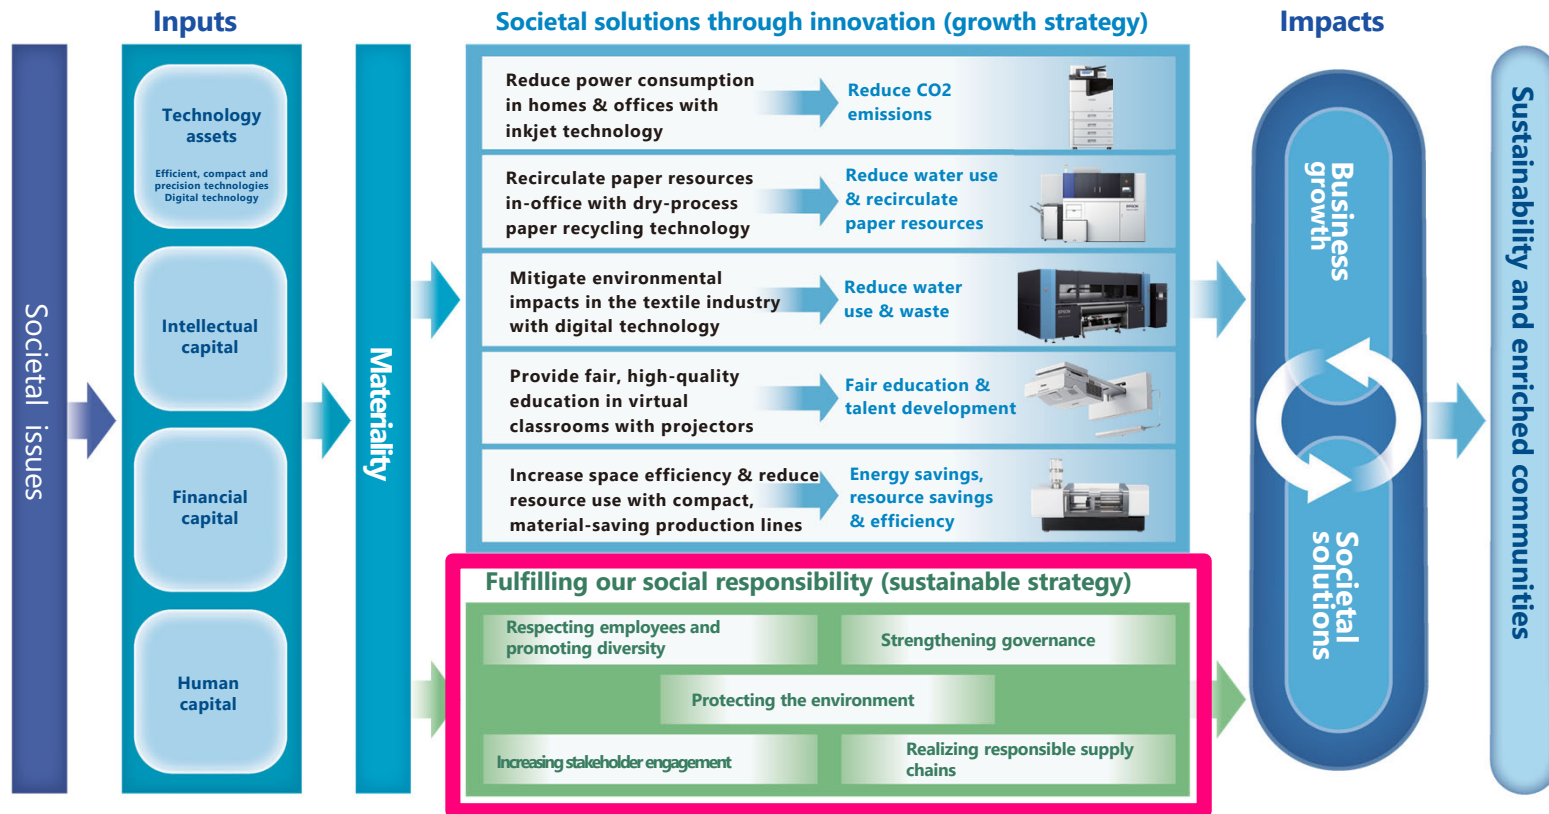 Inputs
Societal solutions through innovation (growth strategy)
Impacts
Societal issues
Technology
assets
Efficient, compact and
precision technologies
Digital technology
Intellectual
capital
Financial
capital
Human
capital
Materiality
Reduce power consumption
in homes & offices with
inkjet technology
Reduce CO2
emissions
Recirculate paper resources
in-office with dry-process
paper recycling technology
Reduce water use
& recirculate
paper resources
Mitigate environmental
impacts in the textile industry
with digital technology
Reduce water
use & waste
Provide fair, high-quality
education in virtual
classrooms with projectors
Fair education &
talent development
Increase space efficiency & reduce
resource use with compact,
material-saving production lines
Energy savings,
resource savings
& efficiency
Fulfilling our social responsibility (sustainable strategy)
Respecting employees and
promoting diversity
Strengthening governance
Protecting the environment
Increasing stakeholder engagement
Realizing responsible supply
chains
Business
growth
Societal
solutions
Sustainability and enriched communities